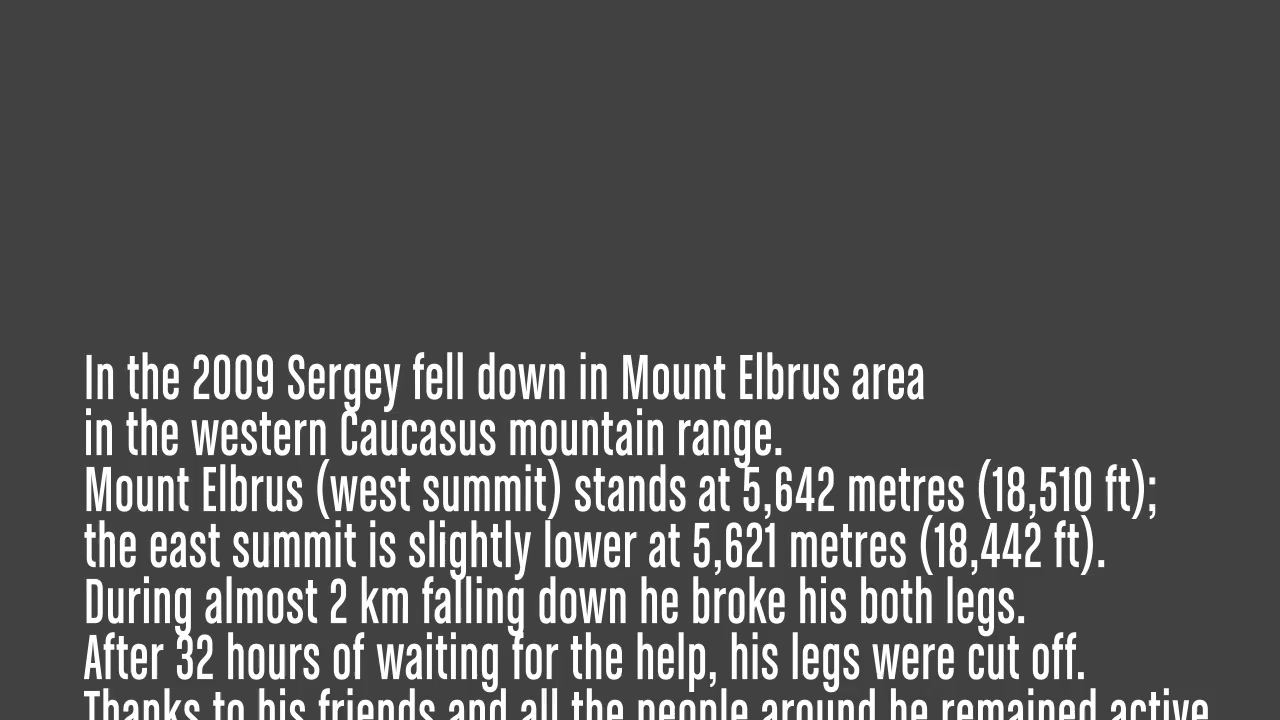 In the 2009 Sergey fell down in Mount Elbrus area
in the western Caucasus mountain range.
Mount Elbrus (west summit) stands at 5,642 metres (18,510 ft);
the east summit is slightly lower at 5,621 metres (18,442 ft).
During almost 2 km falling down he broke his both legs.
After 32 hours of waiting for the help, his legs were cut off.
Thanks to his friends and all the people around he remained active